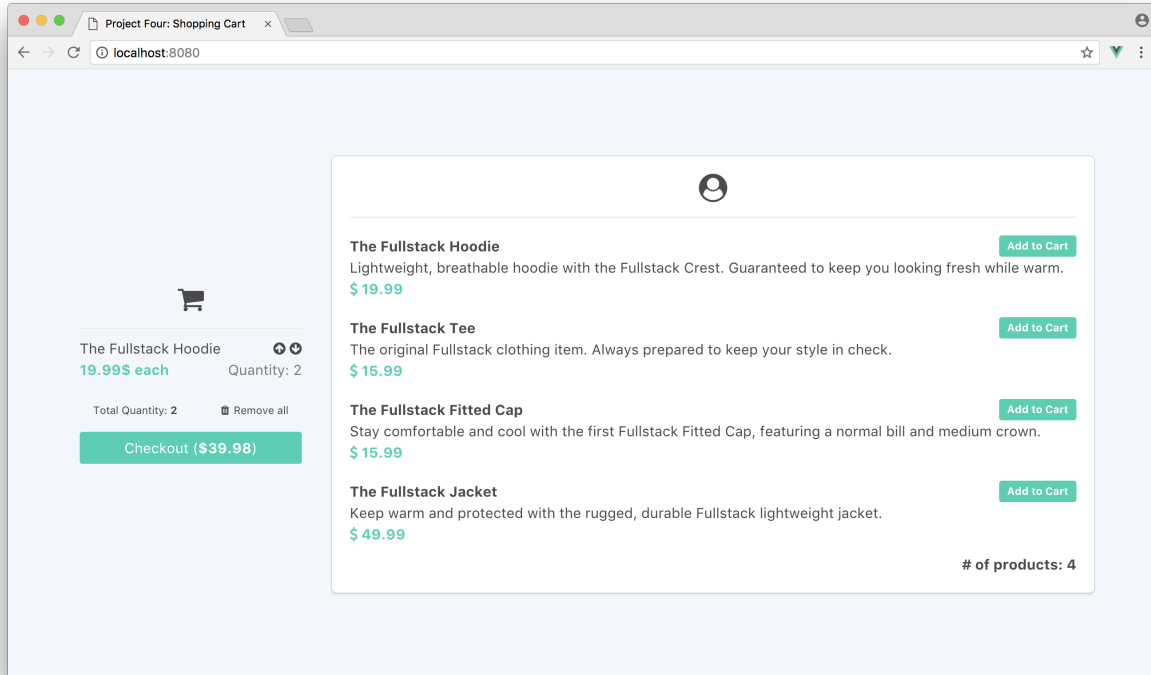 Project Four: Shopping Cart
localhost:8080
The Fullstack Hoodie
19.99$ each
Quantity: 2
Total Quantity: 2
Remove all
Checkout ($39.98)
The Fullstack Hoodie
Add to Cart
Lightweight, breathable hoodie with the Fullstack Crest. Guaranteed to keep you looking fresh while warm.
$ 19.99
The Fullstack Tee
Add to Cart
The original Fullstack clothing item. Always prepared to keep your style in check.
$ 15.99
The Fullstack Fitted Cap
Add to Cart
Stay comfortable and cool with the first Fullstack Fitted Cap, featuring a normal bill and medium crown.
$ 15.99
The Fullstack Jacket
Add to Cart
Keep warm and protected with the rugged, durable Fullstack lightweight jacket.
$ 49.99
# of products: 4